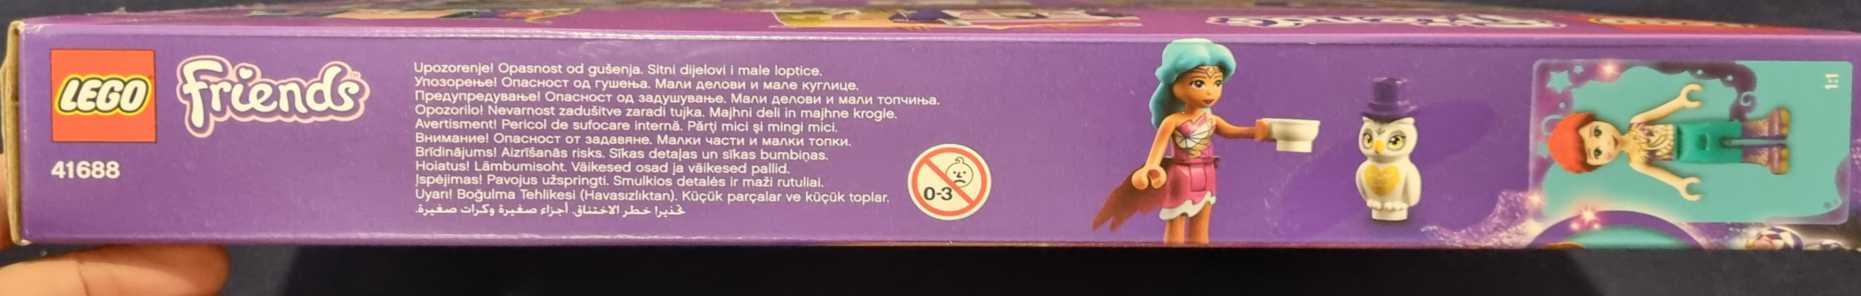 LEGO
Friends
41688
Upozorenje! Opasnost od gušenja. Sitni dijelovi i male loptice.
Упозорење! Опасност од гушења. Мали делови и мале куглице.
Предупредување! Опасност од задушување. Мали делови и мали топчиња.
Opozorilo! Nevarnost zadušitve zaradi tujka. Majhni deli in majhne krogle.
Avertisment! Pericol de sufocare internă. Părţi mici şi mingi mici.
Внимание! Опасност от задавяне. Малки части и малки топки.
Brīdinājums! Aizrīšanās risks. Sīkas detaļas un sīkas bumbiņas.
Hoiatus! Lämbumisoht. Väikesed osad ja väikesed pallid.
Įspėjimas! Pavojus užspringti. Smulkios detalės ir maži rutuliai.
Uyarı! Boğulma Tehlikesi (Havasızlıktan). Küçük parçalar ve küçük toplar.
تحذير! خطر الاختناق. أجزاء صغيرة وكرات صغيرة.
0-3
1:1